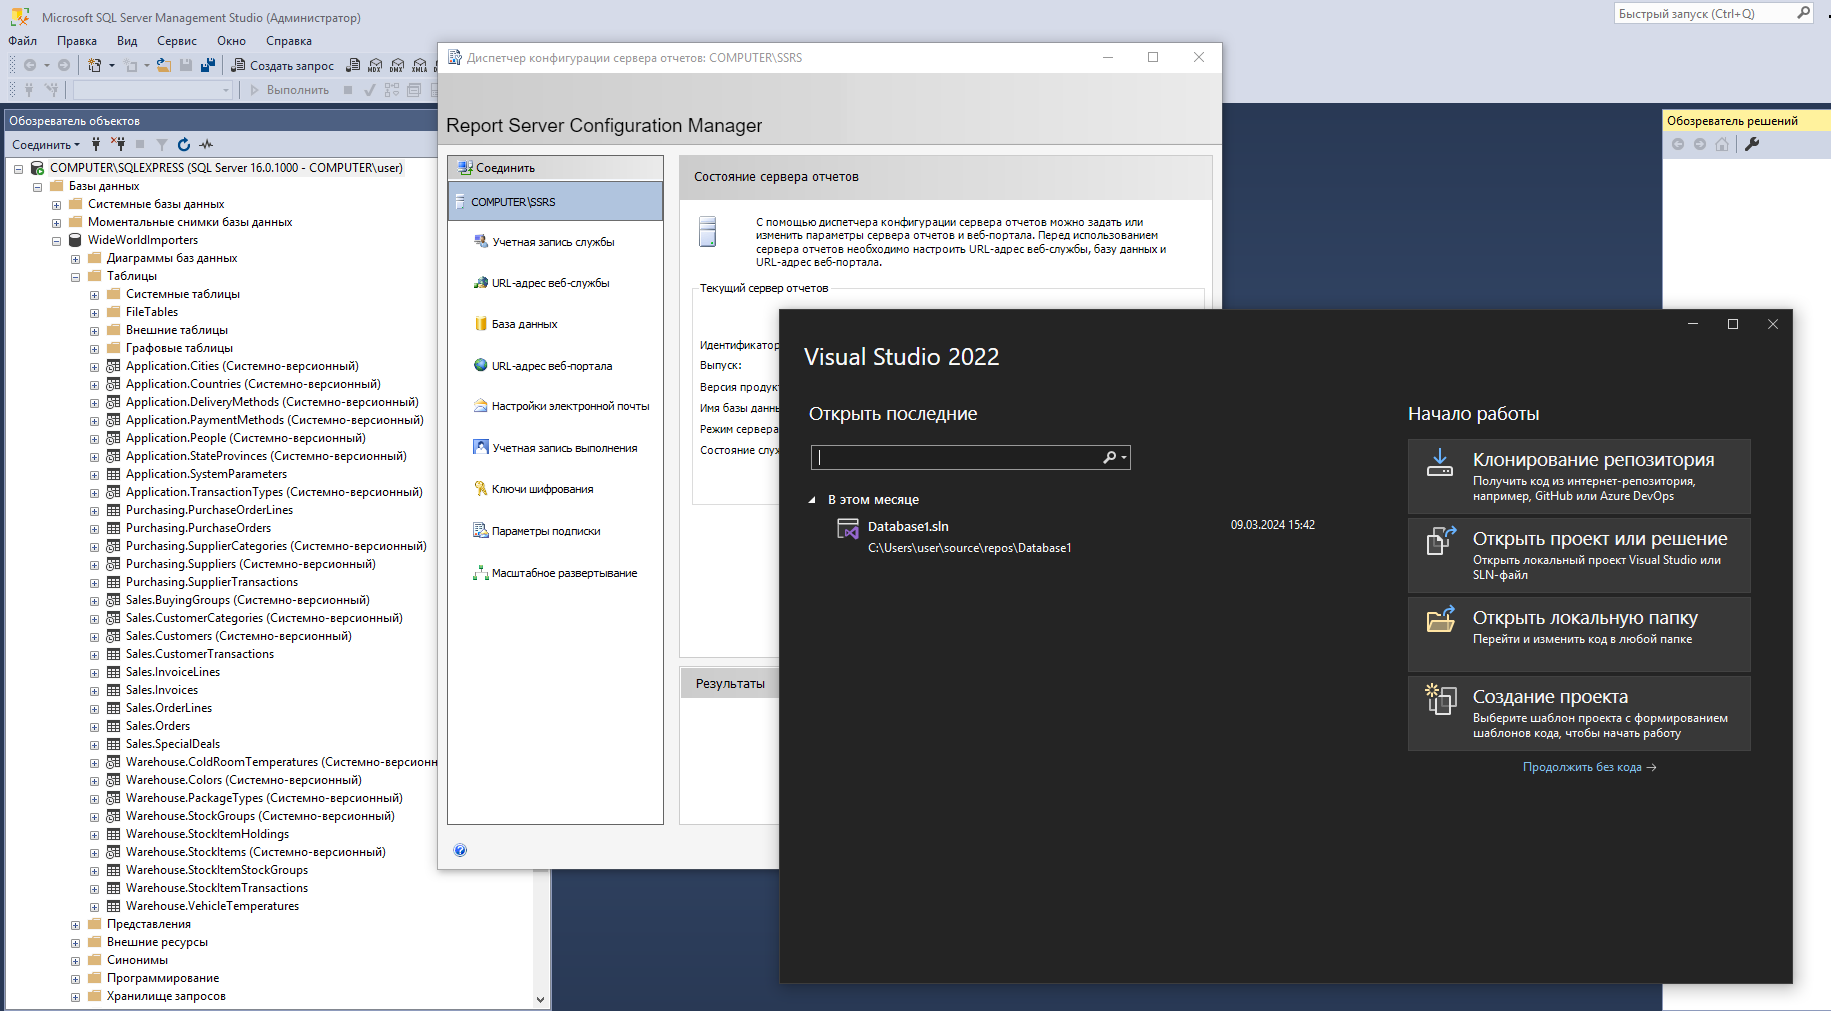 Microsoft SQL Server Management Studio (Администратор)
Быстрый запуск (Ctrl+Q)
Файл Правка Вид Сервис Окно Справка
Создать запрос
MDX DMX XMLA
Выполнить
Обозреватель объектов
Соединить
COMPUTER\SQLEXPRESS (SQL Server 16.0.1000 - COMPUTER\user)
Базы данных
Системные базы данных
Моментальные снимки базы данных
WideWorldImporters
Диаграммы баз данных
Таблицы
Системные таблицы
FileTables
Внешние таблицы
Графовые таблицы
Application.Cities (Системно-версионный)
Application.Countries (Системно-версионный)
Application.DeliveryMethods (Системно-версионный)
Application.PaymentMethods (Системно-версионный)
Application.People (Системно-версионный)
Application.StateProvinces (Системно-версионный)
Application.SystemParameters
Application.TransactionTypes (Системно-версионный)
Purchasing.PurchaseOrderLines
Purchasing.PurchaseOrders
Purchasing.SupplierCategories (Системно-версионный)
Purchasing.Suppliers (Системно-версионный)
Purchasing.SupplierTransactions
Sales.BuyingGroups (Системно-версионный)
Sales.CustomerCategories (Системно-версионный)
Sales.Customers (Системно-версионный)
Sales.CustomerTransactions
Sales.InvoiceLines
Sales.Invoices
Sales.OrderLines
Sales.Orders
Sales.SpecialDeals
Warehouse.ColdRoomTemperatures (Системно-версионн
Warehouse.Colors (Системно-версионный)
Warehouse.PackageTypes (Системно-версионный)
Warehouse.StockGroups (Системно-версионный)
Warehouse.StockItemHoldings
Warehouse.StockItems (Системно-версионный)
Warehouse.StockItemStockGroups
Warehouse.StockItemTransactions
Warehouse.VehicleTemperatures
Представления
Внешние ресурсы
Синонимы
Программирование
Хранилище запросов
Диспетчер конфигурации сервера отчетов: COMPUTER\SSRS
Report Server Configuration Manager
Соединить
COMPUTER\SSRS
Учетная запись службы
URL-адрес веб-службы
База данных
URL-адрес веб-портала
Настройки электронной почты
Учетная запись выполнения
Ключи шифрования
Параметры подписки
Масштабное развертывание
Состояние сервера отчетов
С помощью диспетчера конфигурации сервера отчетов можно задать или
изменить параметры сервера отчетов и веб-портала. Перед использованием
сервера отчетов необходимо настроить URL-адрес веб-службы, базу данных и
URL-адрес веб-портала.
Текущий сервер отчетов
Идентификатор
Выпуск:
Версия продукт
Имя базы данны
Режим сервера
Состояние служ
Результаты
Обозреватель решений
Visual Studio 2022
Открыть последние
В этом месяце
Database1.sln
09.03.2024 15:42
C:\Users\user\source\repos\Database1
Начало работы
Клонирование репозитория
Получить код из интернет-репозитория,
например, GitHub или Azure DevOps
Открыть проект или решение
Открыть локальный проект Visual Studio или
SLN-файл
Открыть локальную папку
Перейти и изменить код в любой папке
Создание проекта
Выберите шаблон проекта с формированием
шаблонов кода, чтобы начать работу
Продолжить без кода →